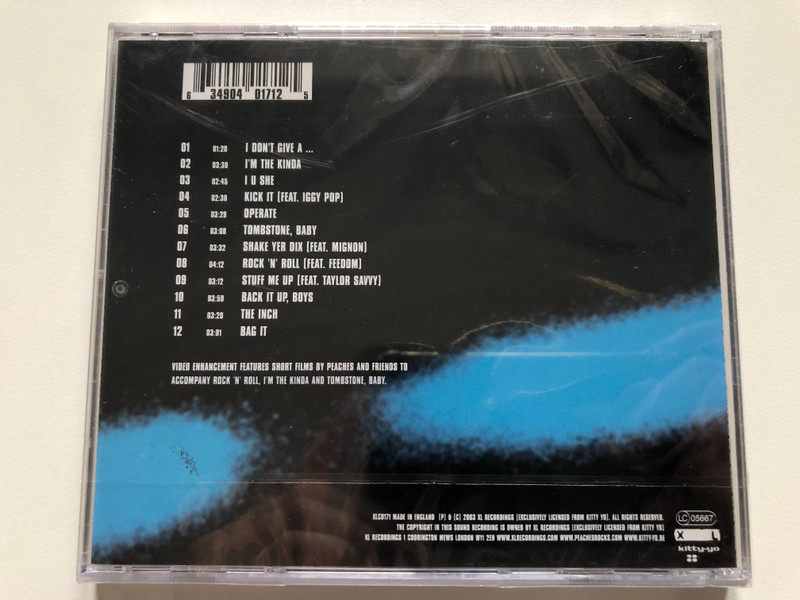 6 34904 01712 5
01 01:20 I DON'T GIVE A ...
02 03:30 I'M THE KINDA
03 02:45 I U SHE
04 02:30 KICK IT [FEAT. IGGY POP]
05 03:28 OPERATE
06 03:08 TOMBSTONE, BABY
07 03:32 SHAKE YER DIX [FEAT. MIGNON]
08 04:12 ROCK 'N' ROLL [FEAT. FEEDOM]
09 03:12 STUFF ME UP [FEAT. TAYLOR SAVVY]
10 03:50 BACK IT UP, BOYS
11 03:20 THE INCH
12 03:01 BAG IT
VIDEO ENHANCEMENT FEATURES SHORT FILMS BY PEACHES AND FRIENDS TO
ACCOMPANY ROCK 'N' ROLL, I'M THE KINDA AND TOMBSTONE, BABY.
XLCD171 MADE IN ENGLAND [P] & [C] 2003 XL RECORDINGS [EXCLUSIVELY LICENSED FROM KITTY YO]. ALL RIGHTS RESERVED.
THE COPYRIGHT IN THIS SOUND RECORDING IS OWNED BY XL RECORDINGS [EXCLUSIVELY LICENSED FROM KITTY YO]
XL RECORDINGS 1 CODRINGTON MEWS LONDON W11 2EH WWW.XLRECORDINGS.COM WWW.PEACHESROCKS.COM WWW.KITTY-YO.DE
LC 05667
X L
kitty-yo